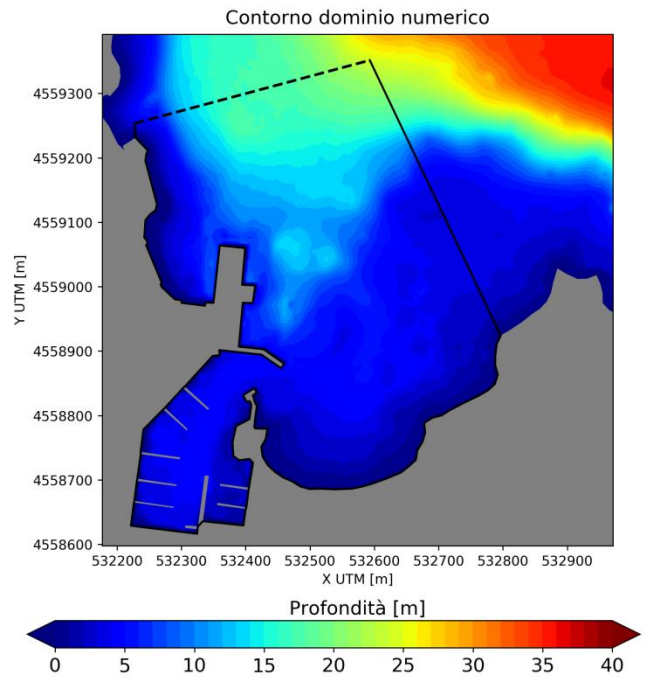 Contorno dominio numerico
4559300
4559200
4559100
4559000
4558900
4558800
4558700
4558600
Y UTM [m]
532200 532300 532400 532500 532600 532700 532800 532900
X UTM [m]
Profondità [m]
0 5 10 15 20 25 30 35 40